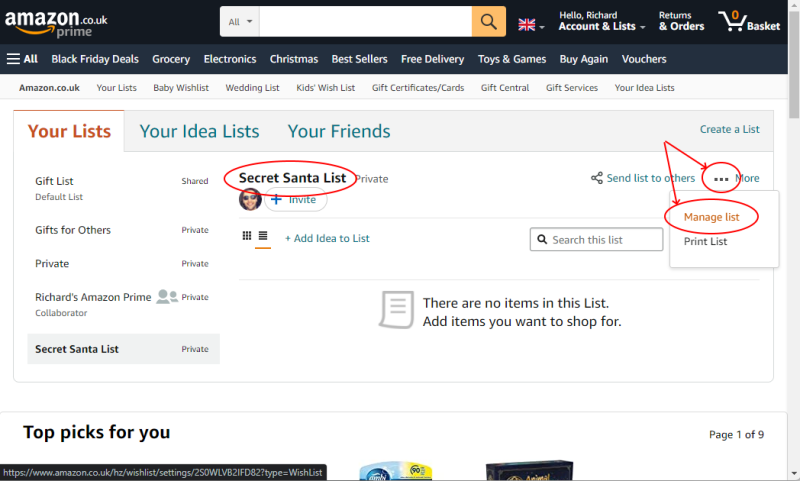 amazon.co.uk
prime
All
Hello, Richard
Account & Lists
Returns
& Orders
0
Basket
All Black Friday Deals Grocery Electronics Christmas Best Sellers Free Delivery Toys & Games Buy Again Vouchers
Amazon.co.uk Your Lists Baby Wishlist Wedding List Kids' Wish List Gift Certificates/Cards Gift Central Gift Services Your Idea Lists
Your Lists Your Idea Lists Your Friends Create a List
Gift List Shared
Default List
Gifts for Others Private
Private Private
Richard's Amazon Prime Private
Collaborator
Secret Santa List Private
Secret Santa List Private
Send list to others ... More
+ Invite
Manage list
Print List
+ Add Idea to List
Search this list
There are no items in this List.
Add items you want to shop for.
Top picks for you Page 1 of 9
https://www.amazon.co.uk/hz/wishlist/settings/2S0WLVB2IFD82?type=WishList
ambi
90
Animal